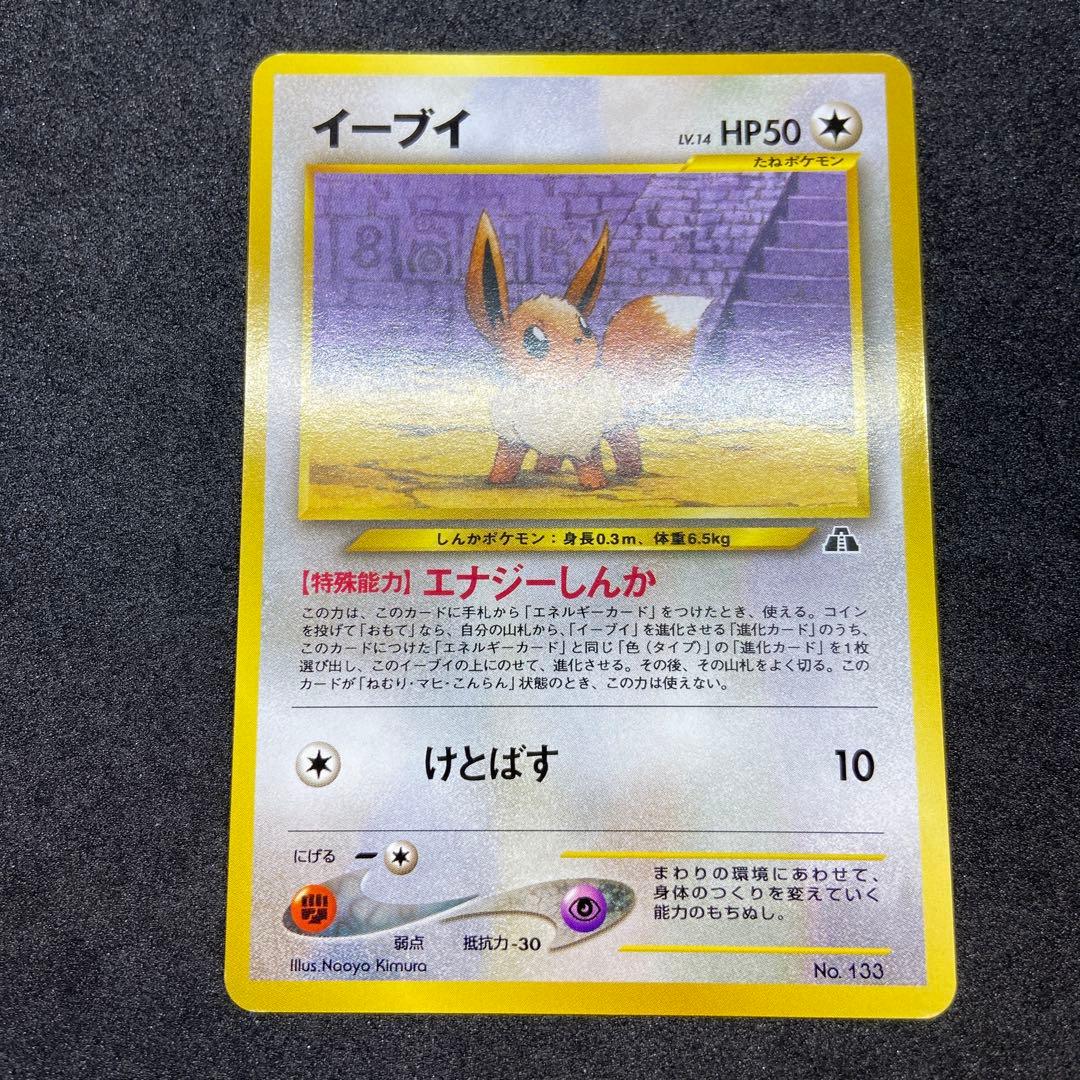 イーブイ
LV.14 HP50
たねポケモン
しんかポケモン：身長0.3m、体重6.5kg
【特殊能力】エナジーしんか
この力は、このカードに手札から「エネルギーカード」をつけたとき、使える。コイン
を投げて「おもて」なら、自分の山札から、「イーブイ」を進化させる「進化カード」のうち、
このカードにつけた「エネルギーカード」と同じ「色（タイプ）」の「進化カード」を1枚
選び出し、このイーブイの上にのせて、進化させる。その後、その山札をよく切る。この
カードが「ねむり・マヒ・こんらん」状態のとき、この力は使えない。
けとばす 10
にげる
まわりの環境にあわせて、
身体のつくりを変えていく
能力のもちぬし。
弱点 抵抗力-30
Illus.Naoyo Kimura
No. 133